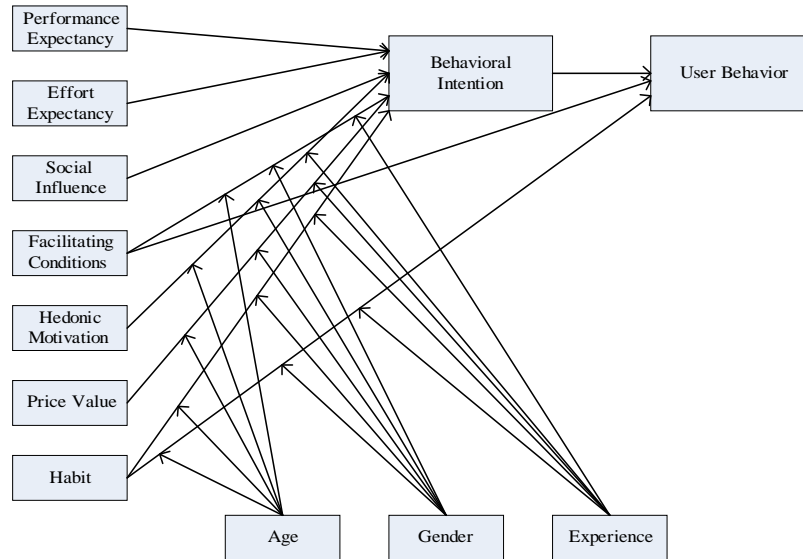 Performance
Expectancy
Effort
Expectancy
Social
Influence
Facilitating
Conditions
Hedonic
Motivation
Price Value
Habit
Behavioral
Intention
User Behavior
Age
Gender
Experience